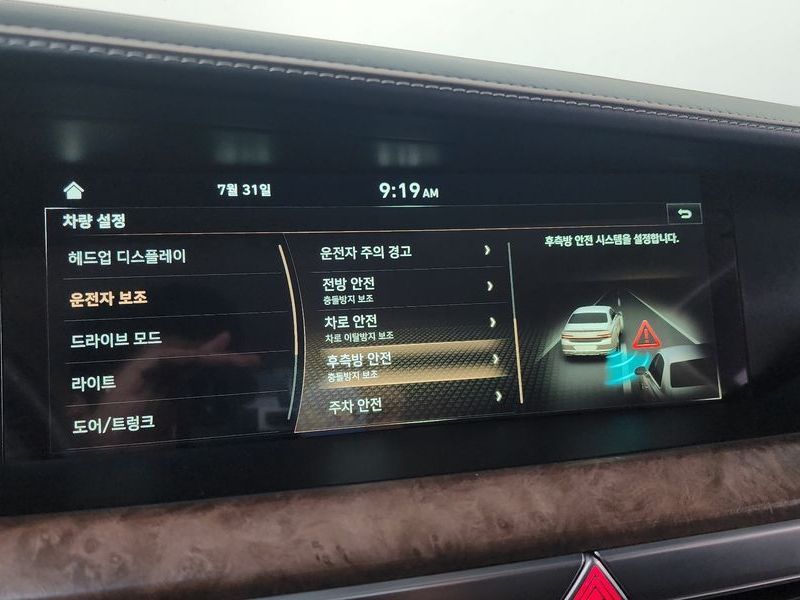 7월 31일
9:19 AM
차량 설정
헤드업 디스플레이
운전자 보조
드라이브 모드
라이트
도어/트렁크
운전자 주의 경고
전방 안전
충돌방지 보조
차로 안전
차로 이탈방지 보조
후측방 안전
충돌방지 보조
주차 안전
후측방 안전 시스템을 설정합니다.